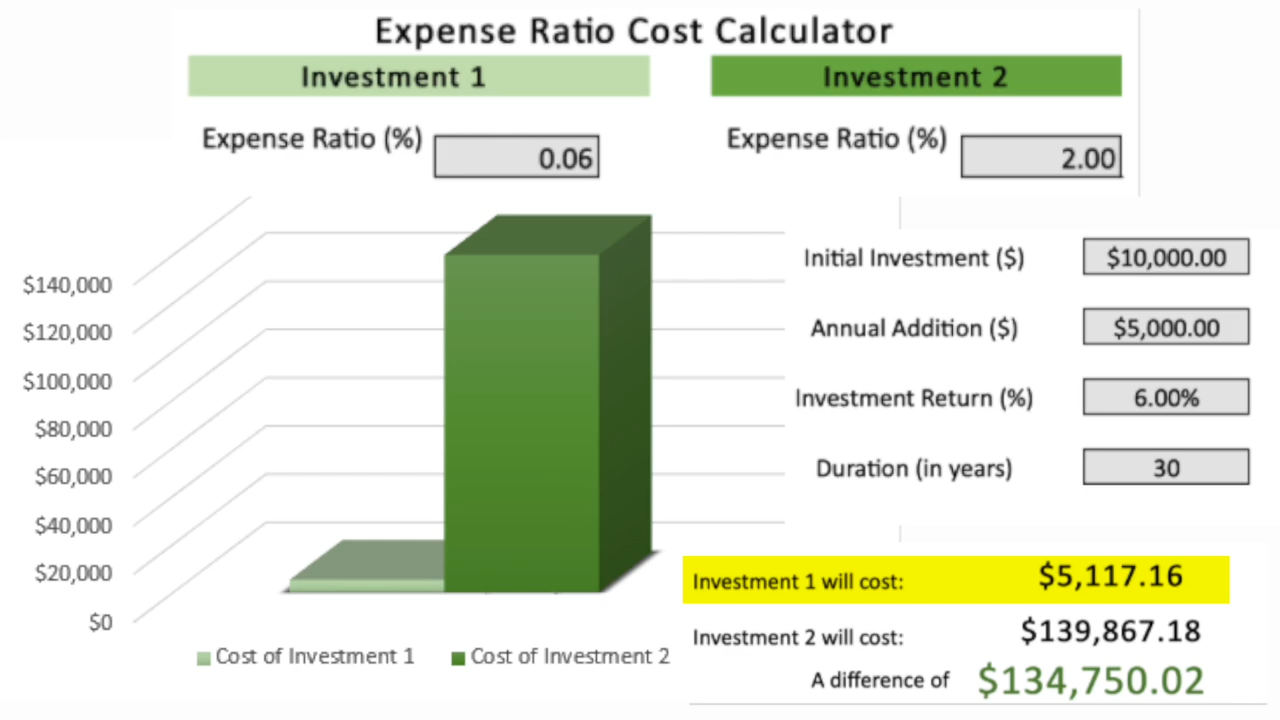 Expense Ratio Cost Calculator
Investment 1
Investment 2
Expense Ratio (%)
0.06
Expense Ratio (%)
2.00
$140,000
$120,000
$100,000
$80,000
$60,000
$40,000
$20,000
$0
Cost of Investment 1
Cost of Investment 2
Initial Investment ($)
$10,000.00
Annual Addition ($)
$5,000.00
Investment Return (%)
6.00%
Duration (in years)
30
Investment 1 will cost:
$5,117.16
Investment 2 will cost:
$139,867.18
A difference of
$134,750.02